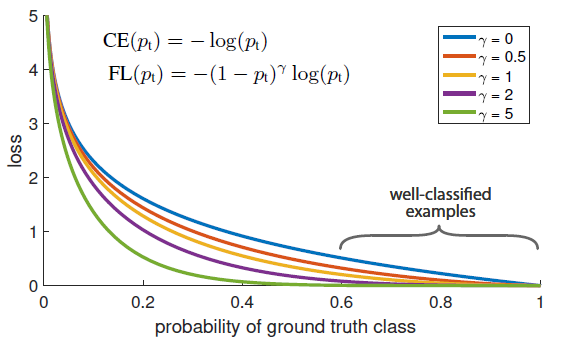 5
CE(pt) = − log(pt)
FL(pt) = −(1 − pt)γ log(pt)
γ = 0
γ = 0.5
γ = 1
γ = 2
γ = 5
4
3
loss
2
well-classified
examples
1
0
0
0.2
0.4
0.6
0.8
1
probability of ground truth class